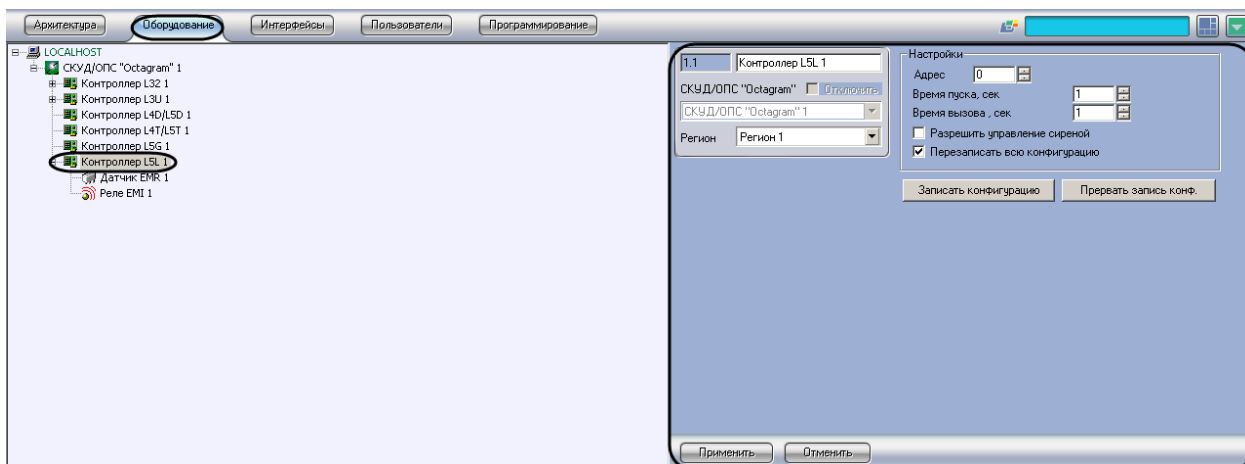 Архитектура Оборудование Интерфейсы Пользователи Программирование
LOCALHOST
СКУД/ОПС "Octagram" 1
Контроллер L32 1
Контроллер L3U 1
Контроллер L4D/L5D 1
Контроллер L4T/L5T 1
Контроллер L5G 1
Контроллер L5L 1
Датчик EMR 1
Реле EMI 1
1.1 Контроллер L5L 1
СКУД/ОПС "Octagram" Отключить
СКУД/ОПС "Octagram" 1
Регион Регион 1
Настройки
Адрес 0
Время пуска, сек 1
Время вызова , сек 1
Разрешить управление сиреной
Перезаписать всю конфигурацию
Записать конфигурацию Прервать запись конф.
Применить Отменить